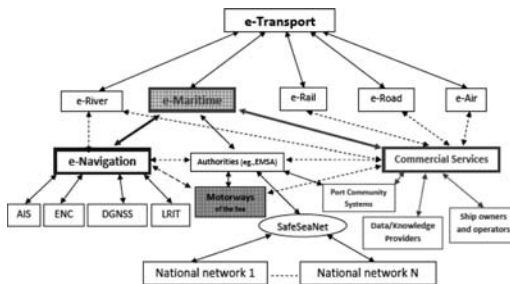 e-Transport
e-River
e-Maritime
e-Rail
e-Road
e-Air
e-Navigation
Authorities (eg.,EMSA)
Commercial Services
Motorways
of the Sea
Port Community
Systems
AIS
ENC
DGNSS
LRIT
SafeSeaNet
Data/Knowledge
Providers
Ship owners
and operators
National network 1
National network N